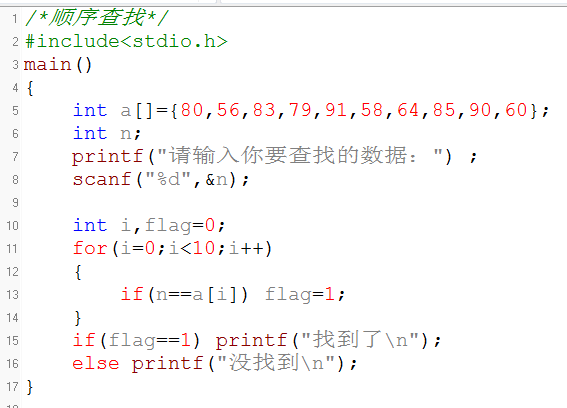 1 /*顺序查找*/
2 #include<stdio.h>
3 main()
4 {
5 int a[]={80,56,83,79,91,58,64,85,90,60};
6 int n;
7 printf("请输入你要查找的数据：") ;
8 scanf("%d",&n);
9
10 int i,flag=0;
11 for(i=0;i<10;i++)
12 {
13 if(n==a[i]) flag=1;
14 }
15 if(flag==1) printf("找到了\n");
16 else printf("没找到\n");
17 }